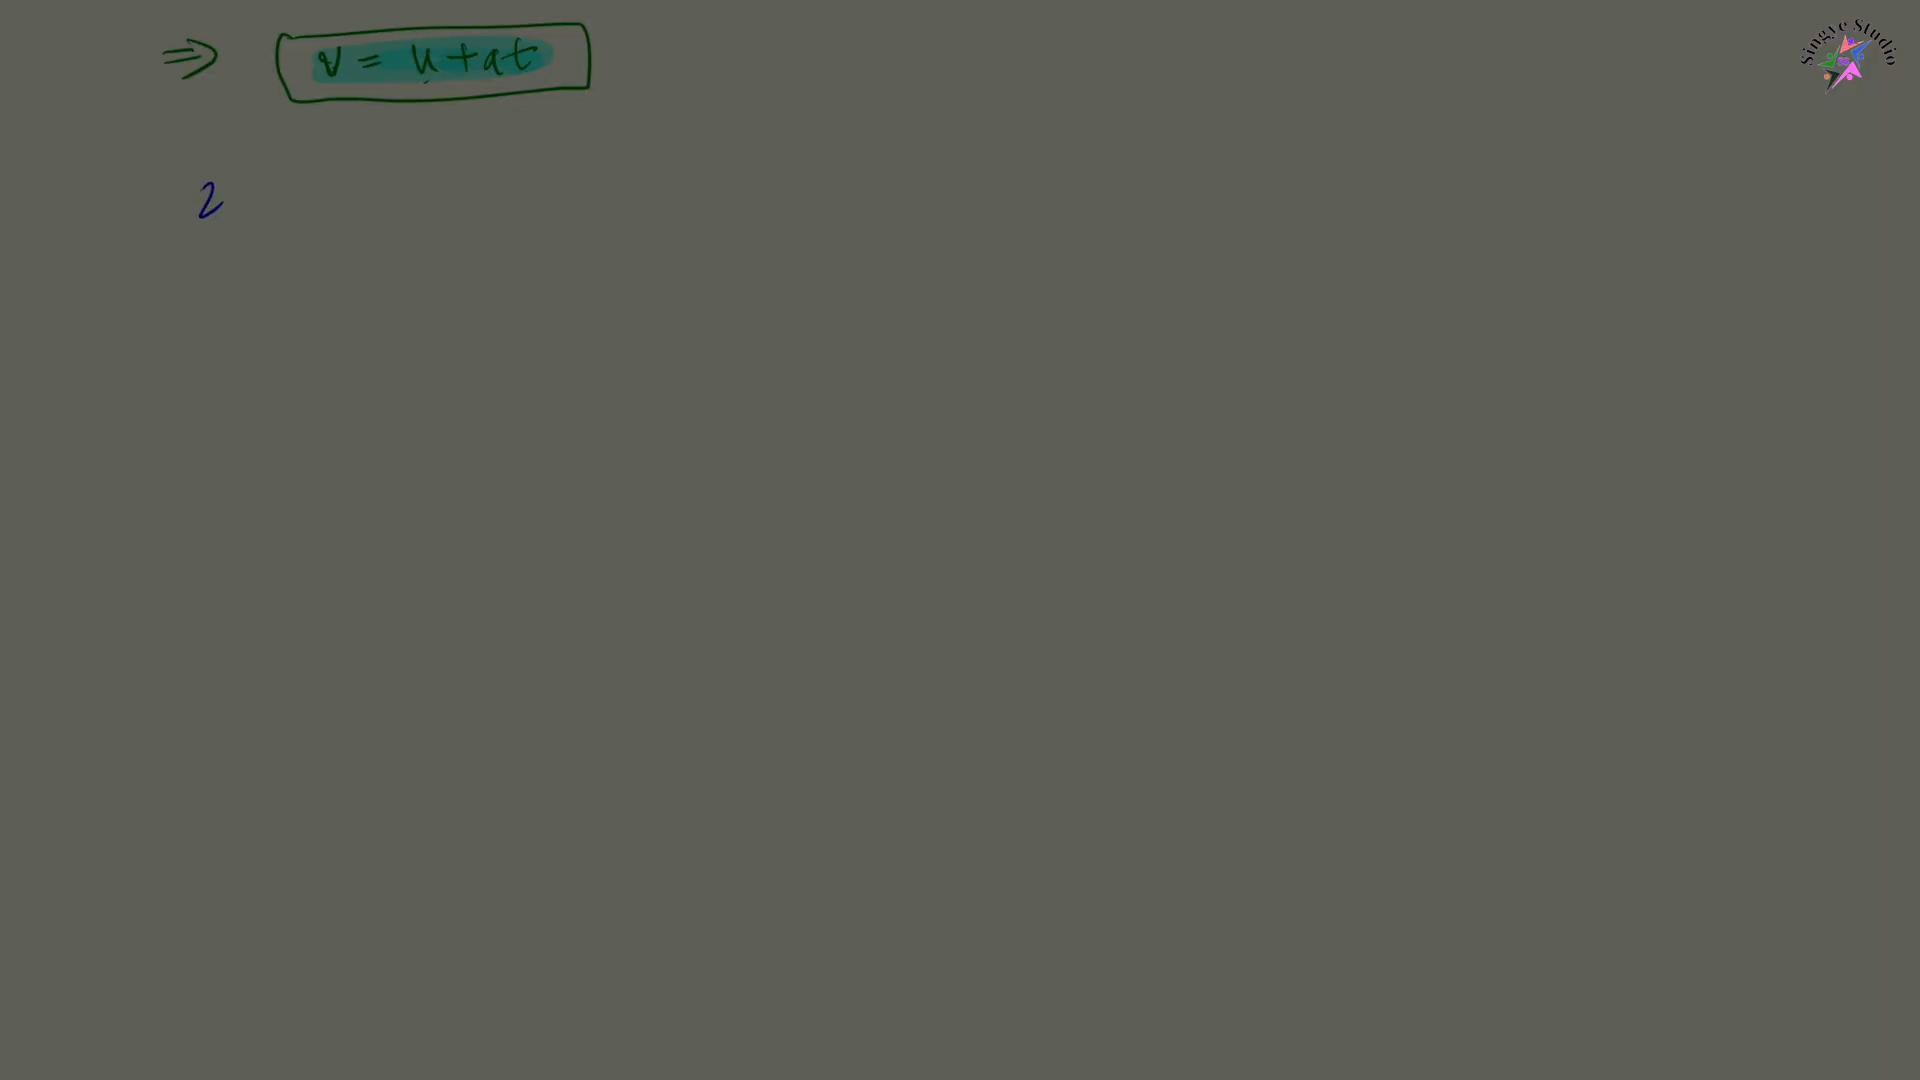 ⇒ v = u + at
Singye Studio
2